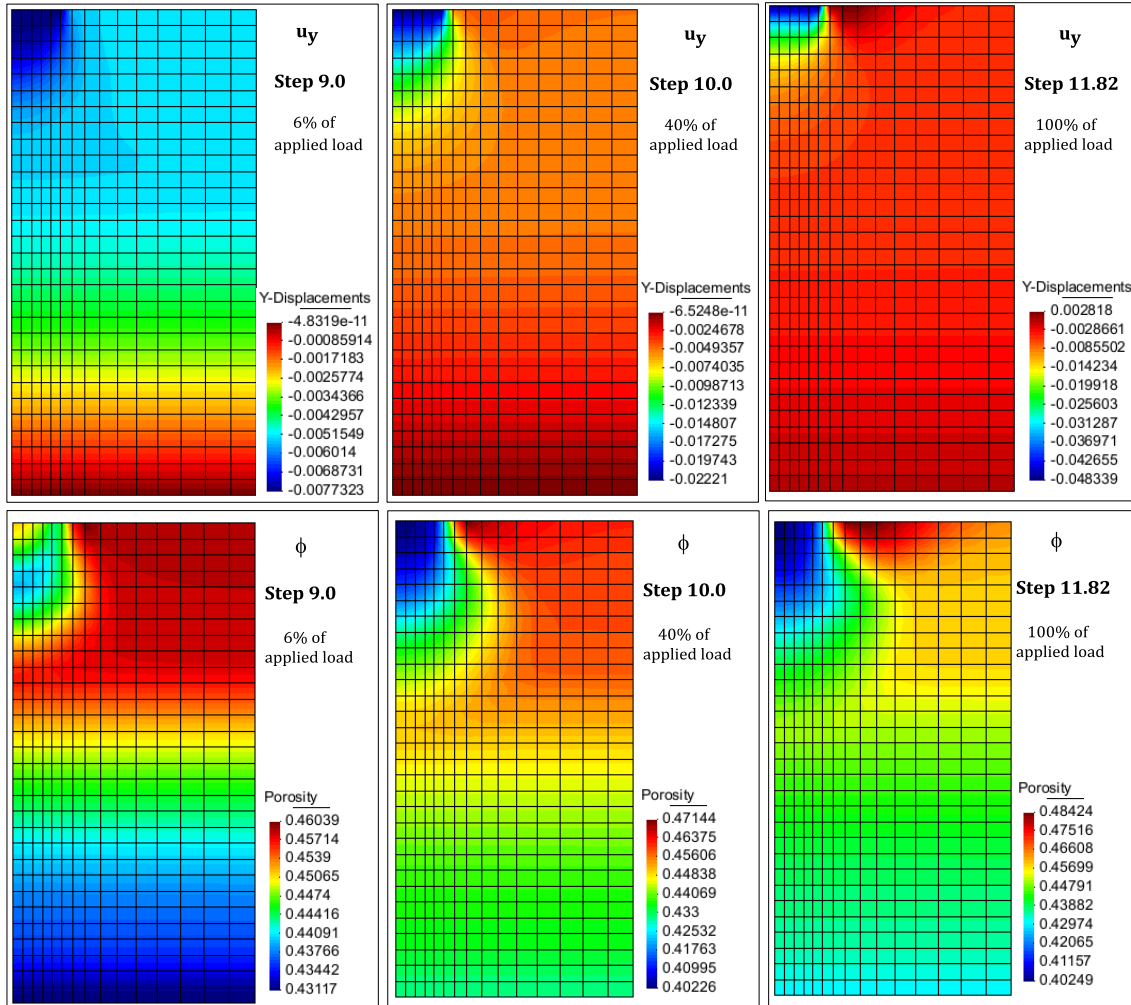 u_y
Step 9.0
6% of
applied load
Y-Displacements
-4.8319e-11
-0.00085914
-0.0017183
-0.0025774
-0.0034366
-0.0042957
-0.0051549
-0.006014
-0.0068731
-0.0077323
u_y
Step 10.0
40% of
applied load
Y-Displacements
-6.5248e-11
-0.0024678
-0.0049357
-0.0074035
-0.0098713
-0.012339
-0.014807
-0.017275
-0.019743
-0.02221
u_y
Step 11.82
100% of
applied load
Y-Displacements
0.002818
-0.0028661
-0.0085502
-0.014234
-0.019918
-0.025603
-0.031287
-0.036971
-0.042655
-0.048339
ϕ
Step 9.0
6% of
applied load
Porosity
0.46039
0.45714
0.4539
0.45065
0.4474
0.44416
0.44091
0.43766
0.43442
0.43117
ϕ
Step 10.0
40% of
applied load
Porosity
0.47144
0.46375
0.45606
0.44838
0.44069
0.433
0.42532
0.41763
0.40995
0.40226
ϕ
Step 11.82
100% of
applied load
Porosity
0.48424
0.47516
0.46608
0.45699
0.44791
0.43882
0.42974
0.42065
0.41157
0.40249